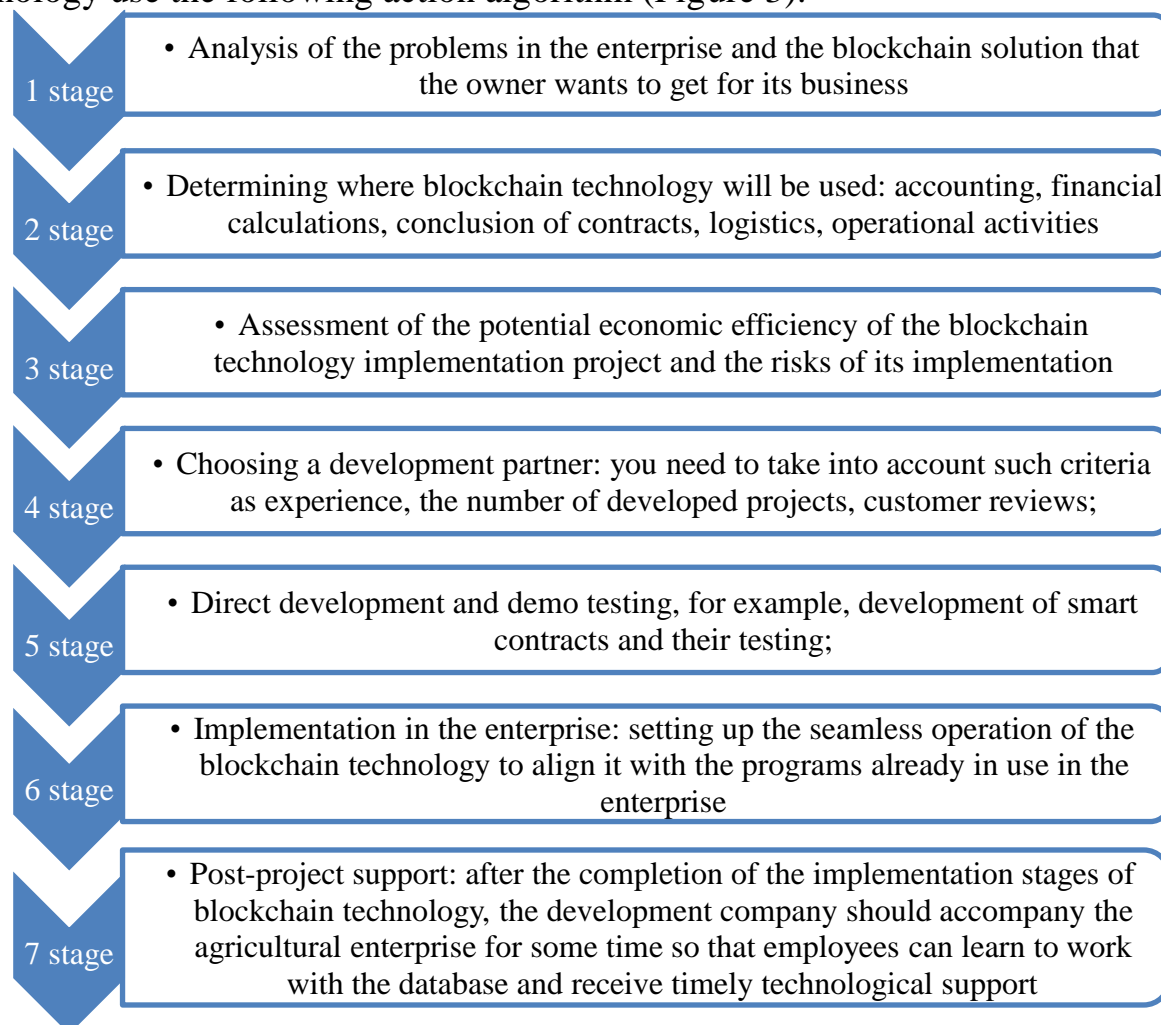 use the following action algorithm (Figure 3).
• Analysis of the problems in the enterprise and the blockchain solution that
the owner wants to get for its business
1 stage
• Determining where blockchain technology will be used: accounting, financial
calculations, conclusion of contracts, logistics, operational activities
2 stage
• Assessment of the potential economic efficiency of the blockchain
technology implementation project and the risks of its implementation
3 stage
• Choosing a development partner: you need to take into account such criteria
as experience, the number of developed projects, customer reviews;
4 stage
• Direct development and demo testing, for example, development of smart
contracts and their testing;
5 stage
• Implementation in the enterprise: setting up the seamless operation of the
blockchain technology to align it with the programs already in use in the
enterprise
6 stage
• Post-project support: after the completion of the implementation stages of
blockchain technology, the development company should accompany the
agricultural enterprise for some time so that employees can learn to work
with the database and receive timely technological support
7 stage